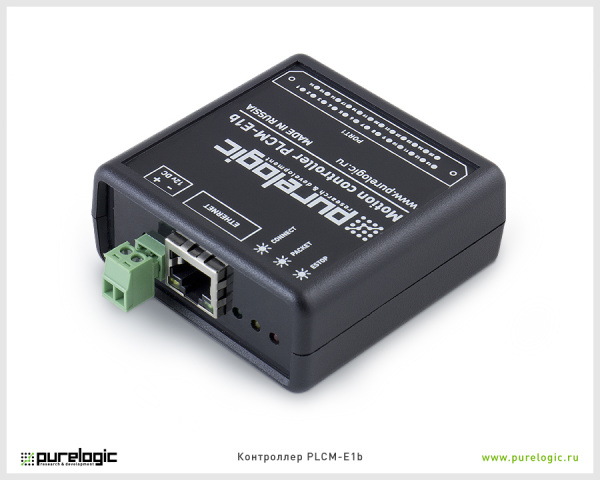 PORT1
MADE IN RUSSIA
Motion controller PLCM-E1b
www.purelogic.ru
purelogic
research & development
12V DC
+ -
ETHERNET
CONNECT
PACKET
ESTOP
purelogic
research & development
Контроллер PLCM-E1b
www.purelogic.ru